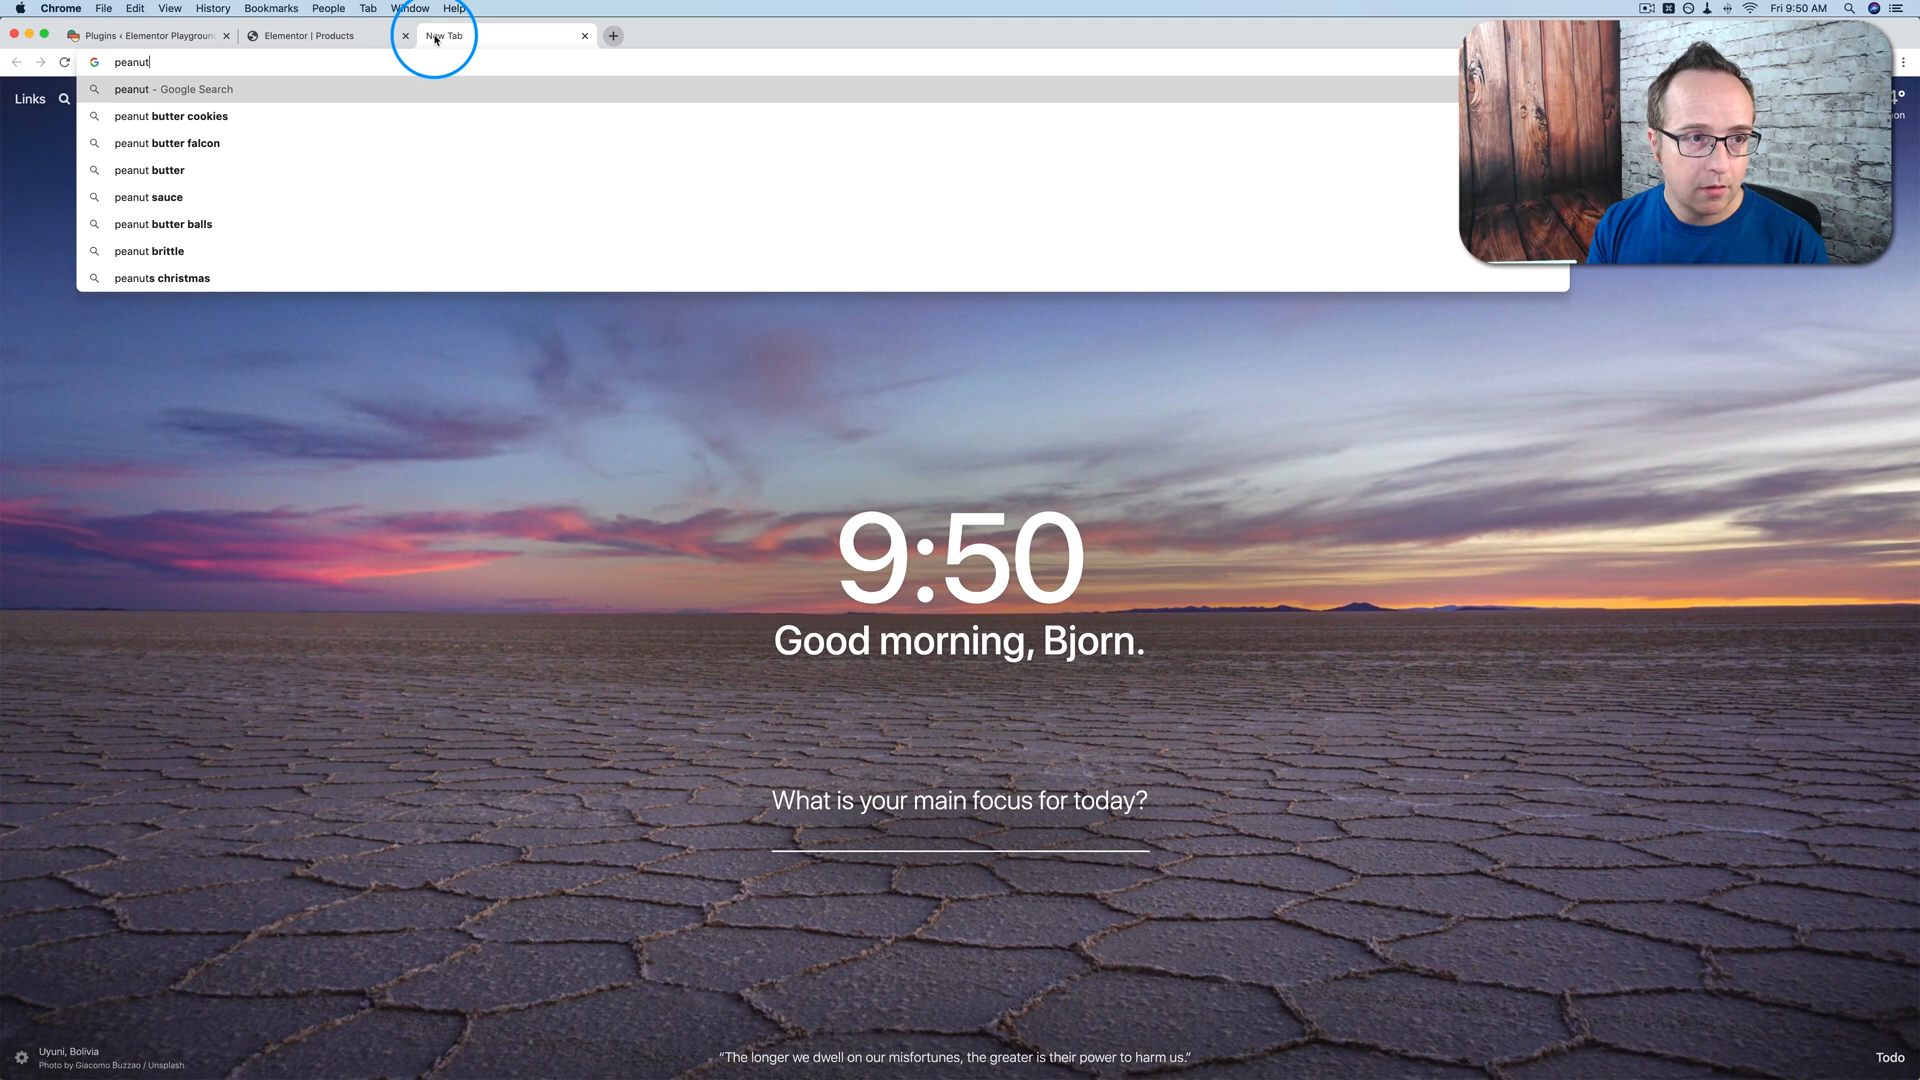 Chrome File Edit View History Bookmarks People Tab Window Help
Fri 9:50 AM
Plugins ‹ Elementor Playgroun
Elementor | Products
New Tab
peanut
Links
peanut - Google Search
peanut butter cookies
peanut butter falcon
peanut butter
peanut sauce
peanut butter balls
peanut brittle
peanuts christmas
9:50
Good morning, Bjorn.
What is your main focus for today?
Uyuni, Bolivia
Photo by Giacomo Buzzao / Unsplash
“The longer we dwell on our misfortunes, the greater is their power to harm us.”
Todo